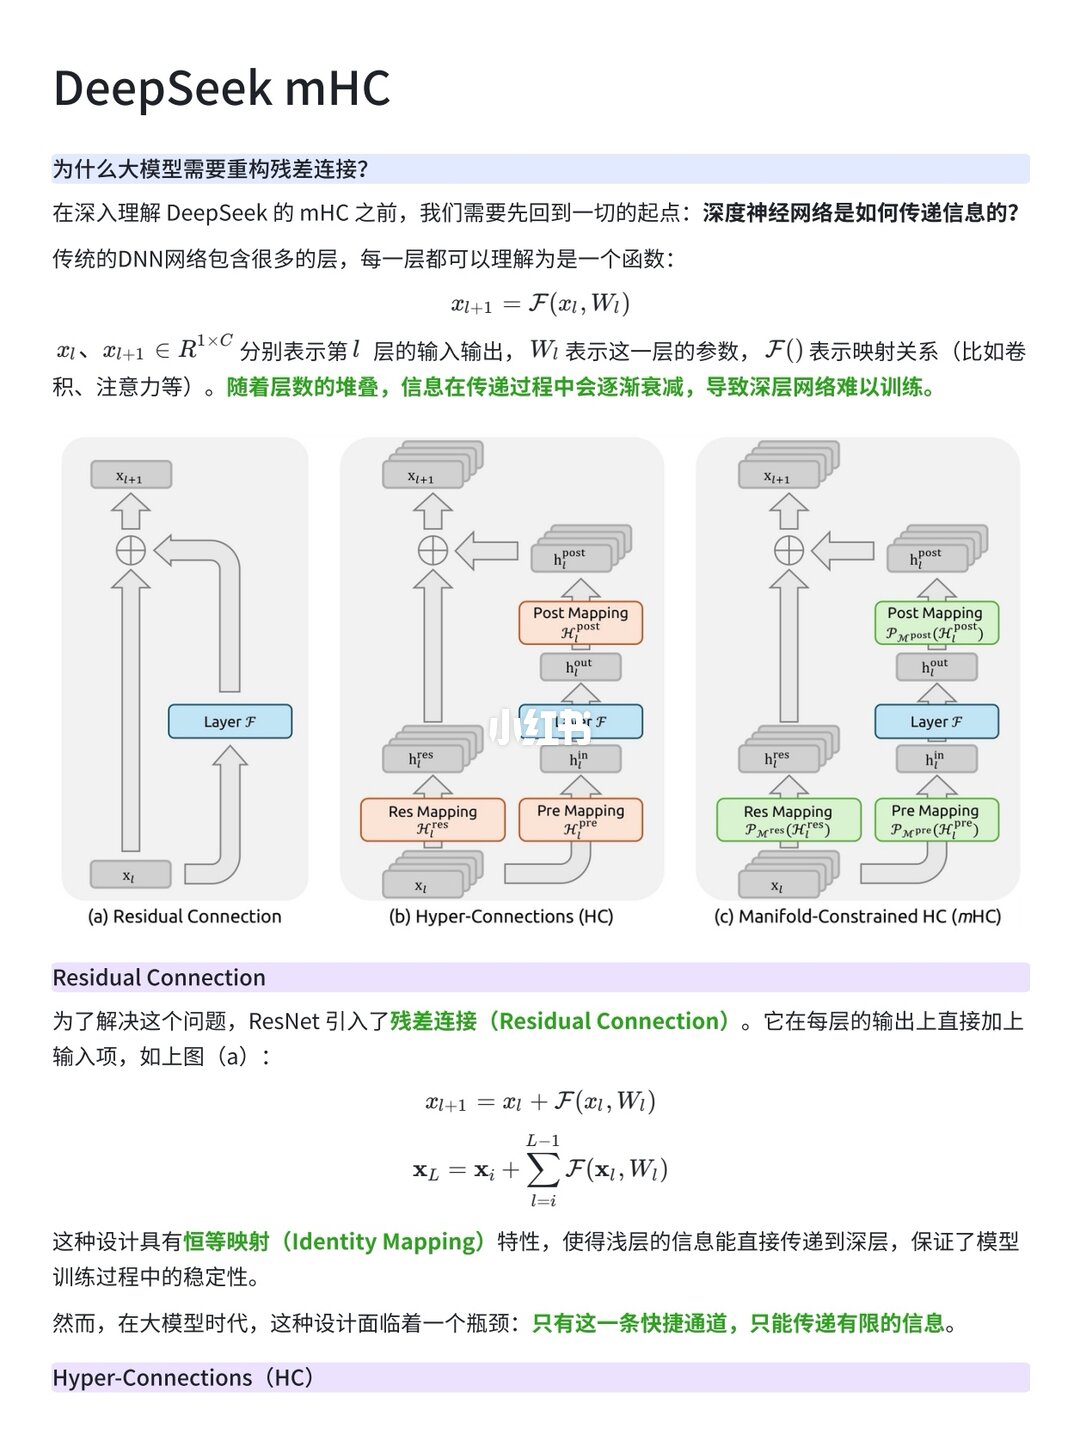 DeepSeek mHC
为什么大模型需要重构残差连接？
在深入理解 DeepSeek 的 mHC 之前，我们需要先回到一切的起点：深度神经网络是如何传递信息的？
传统的DNN网络包含很多的层，每一层都可以理解为是一个函数：
x_{l+1} = ℱ(x_l, W_l)
x_l、x_{l+1} ∈ R^{1×C} 分别表示第 l 层的输入输出，W_l 表示这一层的参数，ℱ() 表示映射关系（比如卷
积、注意力等）。随着层数的堆叠，信息在传递过程中会逐渐衰减，导致深层网络难以训练。
x_{l+1}
Layer ℱ
x_l
(a) Residual Connection
x_{l+1}
h_l^{post}
Post Mapping
ℋ_l^{post}
h_l^{out}
Layer ℱ
h_l^{res}
h_l^{in}
Res Mapping
ℋ_l^{res}
Pre Mapping
ℋ_l^{pre}
x_l
(b) Hyper-Connections (HC)
x_{l+1}
h_l^{post}
Post Mapping
𝒫_{ℳ^{post}}(ℋ_l^{post})
h_l^{out}
Layer ℱ
h_l^{res}
h_l^{in}
Res Mapping
𝒫_{ℳ^{res}}(ℋ_l^{res})
Pre Mapping
𝒫_{ℳ^{pre}}(ℋ_l^{pre})
x_l
(c) Manifold-Constrained HC (mHC)
小红书
Residual Connection
为了解决这个问题，ResNet 引入了残差连接（Residual Connection）。它在每层的输出上直接加上
输入项，如上图（a）：
x_{l+1} = x_l + ℱ(x_l, W_l)
x_L = x_i + ∑_{l=i}^{L−1} ℱ(x_l, W_l)
这种设计具有恒等映射（Identity Mapping）特性，使得浅层的信息能直接传递到深层，保证了模型
训练过程中的稳定性。
然而，在大模型时代，这种设计面临着一个瓶颈：只有这一条快捷通道，只能传递有限的信息。
Hyper-Connections（HC）